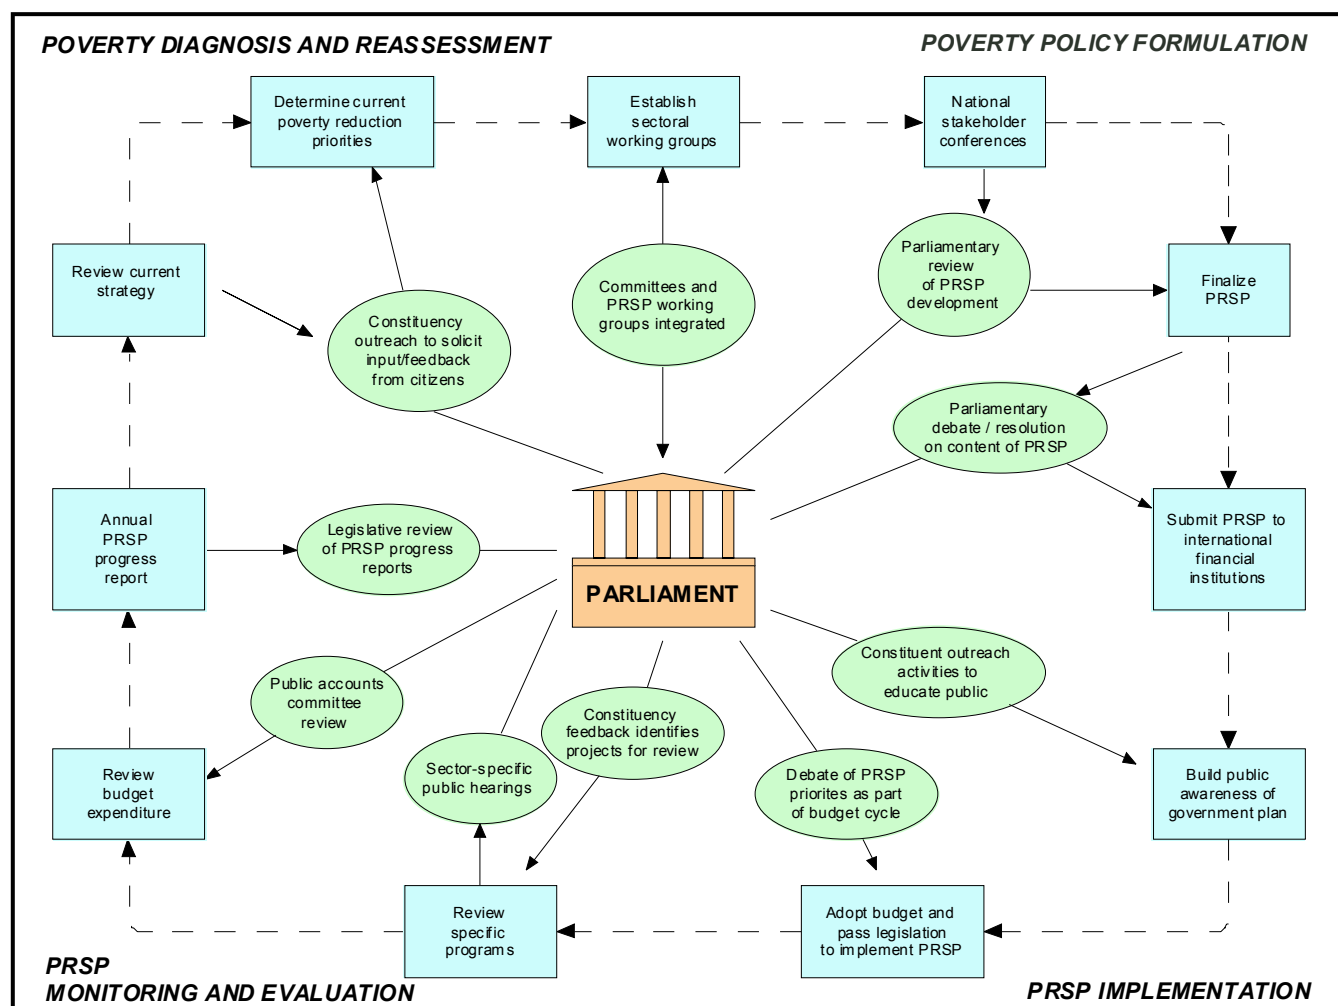 POVERTY DIAGNOSIS AND REASSESSMENT
POVERTY POLICY FORMULATION
Determine current
poverty reduction
priorities
Establish
sectoral
working groups
National
stakeholder
conferences
Review current
strategy
Constituency
outreach to solicit
input/feedback
from citizens
Committees and
PRSP working
groups integrated
Parliamentary
review
of PRSP
development
Finalize
PRSP
Parliamentary
debate / resolution
on content of PRSP
Annual
PRSP
progress
report
Legislative review
of PRSP progress
reports
PARLIAMENT
Submit PRSP to
international
financial
institutions
Public accounts
committee
review
Constituency
feedback identifies
projects for review
Constituent outreach
activities to
educate public
Review
budget
expenditure
Sector-specific
public hearings
Debate of PRSP
priorites as part
of budget cycle
Build public
awareness of
government plan
Review
specific
programs
Adopt budget and
pass legislation
to implement PRSP
PRSP
MONITORING AND EVALUATION
PRSP IMPLEMENTATION